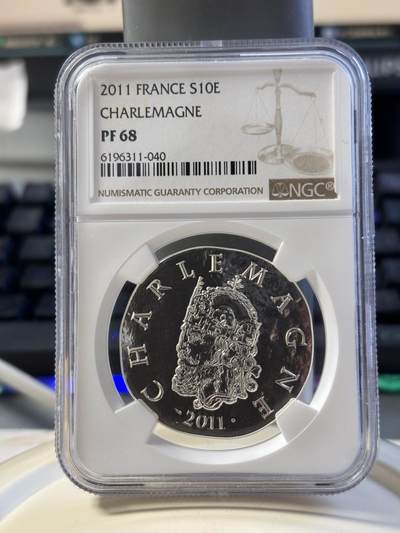 2011 FRANCE S10E
CHARLEMAGNE
PF 68
6196311-040
NUMISMATIC GUARANTY CORPORATION
NGC®
CHARLEMAGNE
2011